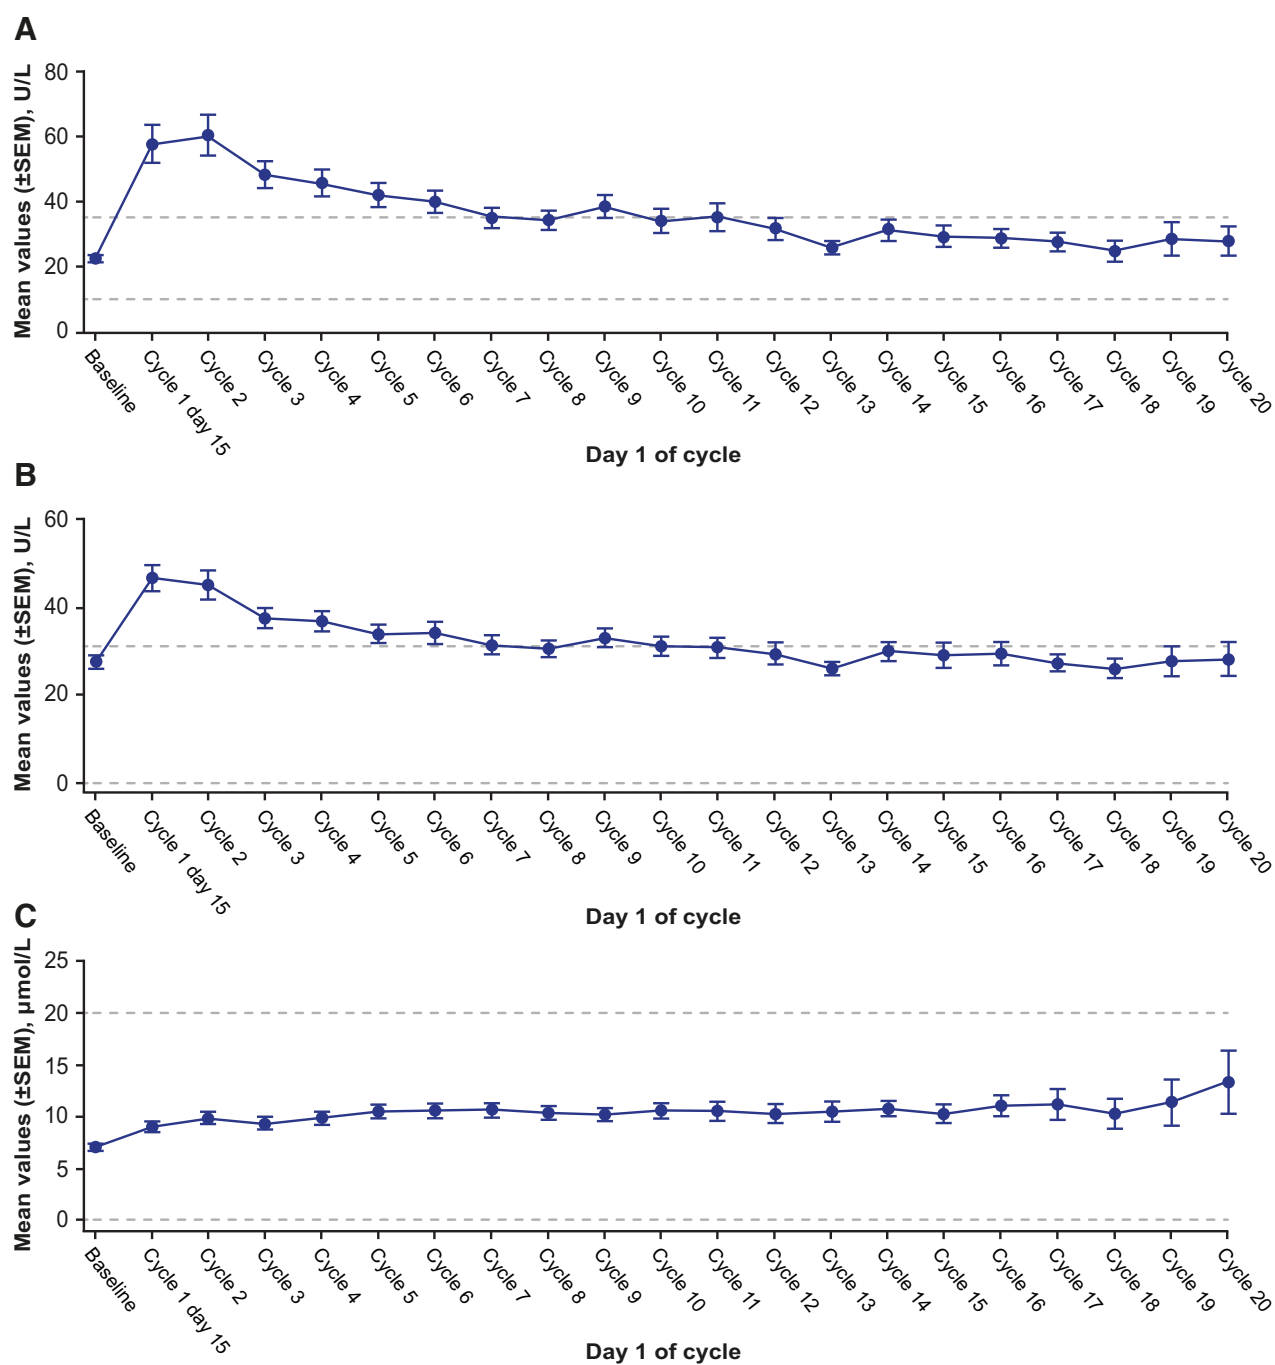 A
Mean values (±SEM), U/L
80
60
40
20
0
Baseline
Cycle 1 day 15
Cycle 2
Cycle 3
Cycle 4
Cycle 5
Cycle 6
Cycle 7
Cycle 8
Cycle 9
Cycle 10
Cycle 11
Cycle 12
Cycle 13
Cycle 14
Cycle 15
Cycle 16
Cycle 17
Cycle 18
Cycle 19
Cycle 20
Day 1 of cycle
B
Mean values (±SEM), U/L
60
40
20
0
Baseline
Cycle 1 day 15
Cycle 2
Cycle 3
Cycle 4
Cycle 5
Cycle 6
Cycle 7
Cycle 8
Cycle 9
Cycle 10
Cycle 11
Cycle 12
Cycle 13
Cycle 14
Cycle 15
Cycle 16
Cycle 17
Cycle 18
Cycle 19
Cycle 20
Day 1 of cycle
C
Mean values (±SEM), µmol/L
25
20
15
10
5
0
Baseline
Cycle 1 day 15
Cycle 2
Cycle 3
Cycle 4
Cycle 5
Cycle 6
Cycle 7
Cycle 8
Cycle 9
Cycle 10
Cycle 11
Cycle 12
Cycle 13
Cycle 14
Cycle 15
Cycle 16
Cycle 17
Cycle 18
Cycle 19
Cycle 20
Day 1 of cycle